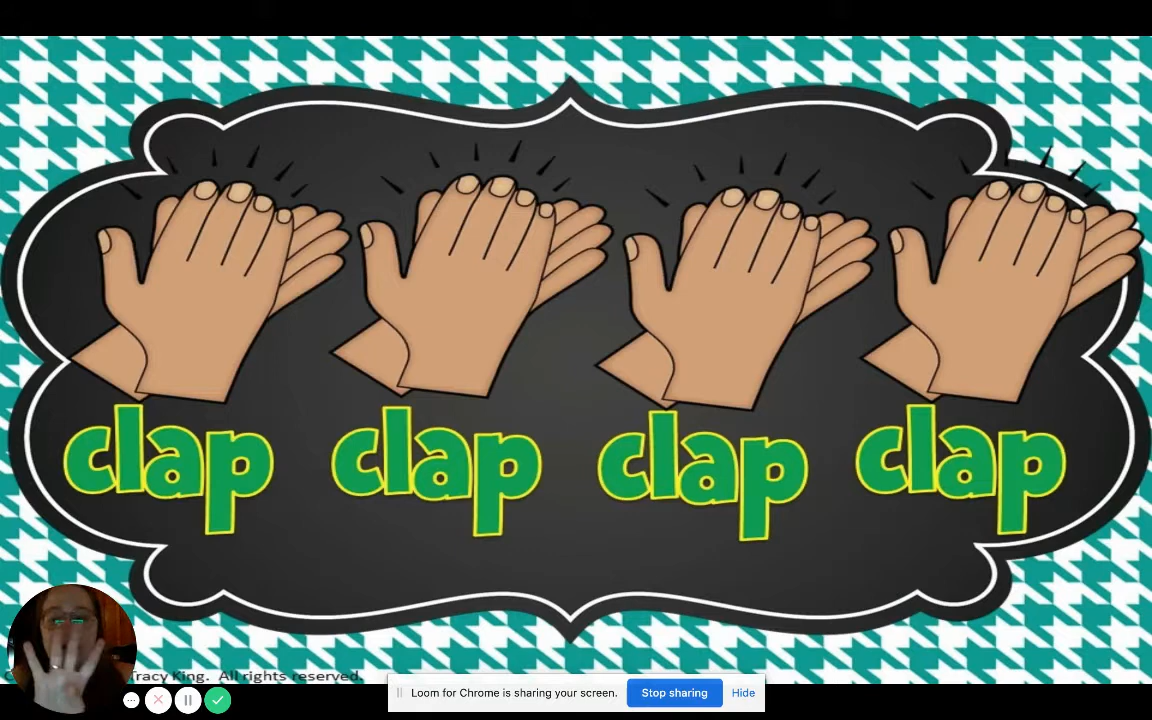 clap clap clap clap
Tracy King. All rights reserved.
Loom for Chrome is sharing your screen. Stop sharing Hide